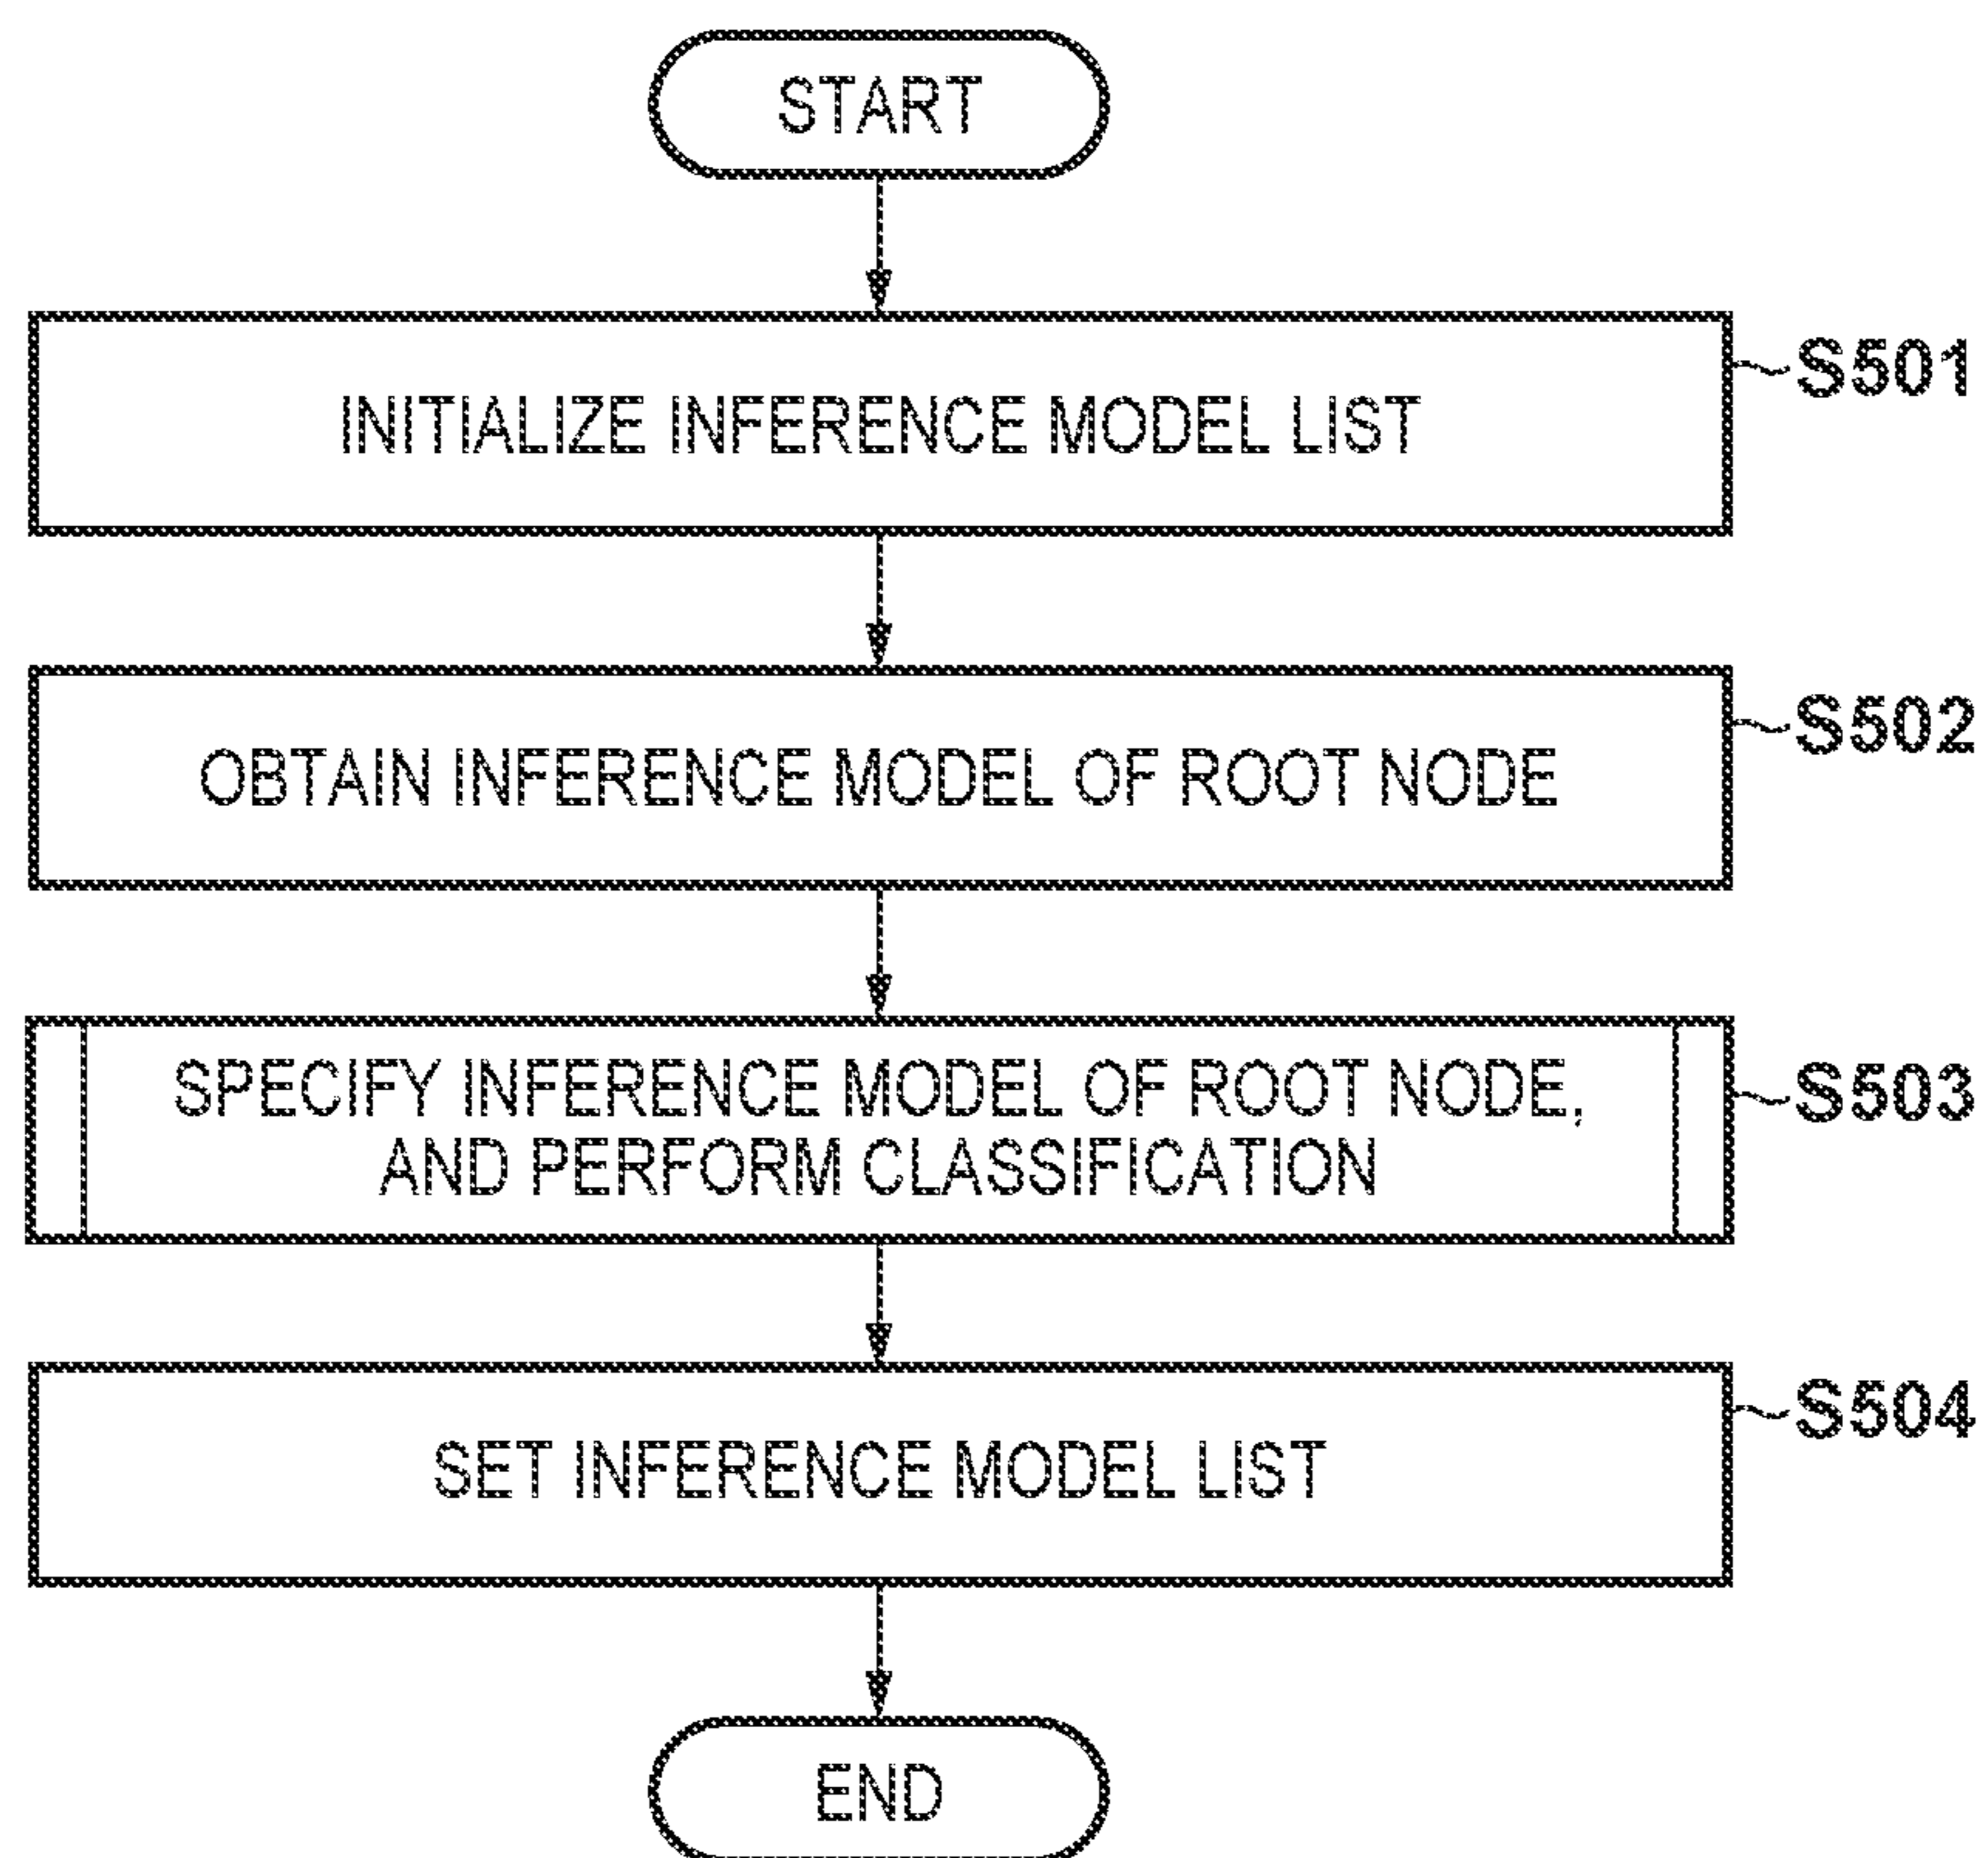 START
INITIALIZE INFERENCE MODEL LIST
S501
OBTAIN INFERENCE MODEL OF ROOT NODE
S502
SPECIFY INFERENCE MODEL OF ROOT NODE,
AND PERFORM CLASSIFICATION
S503
SET INFERENCE MODEL LIST
S504
END